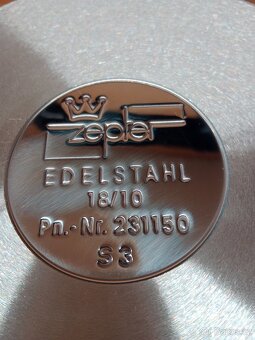 zepter
EDELSTAHL
18/10
Pn.-Nr. 231150
S3